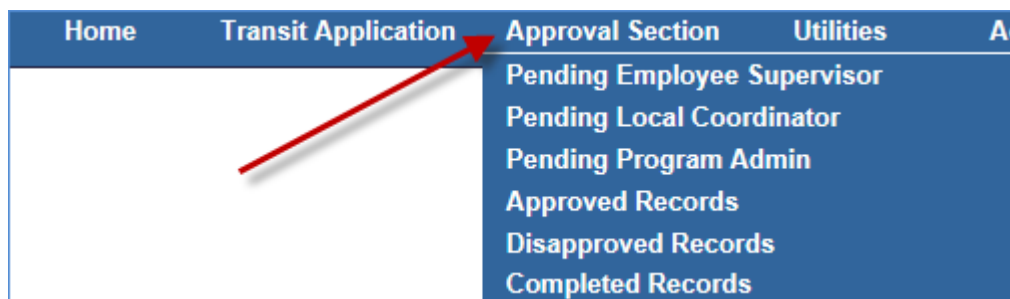 Home Transit Application Approval Section Utilities
Pending Employee Supervisor
Pending Local Coordinator
Pending Program Admin
Approved Records
Disapproved Records
Completed Records